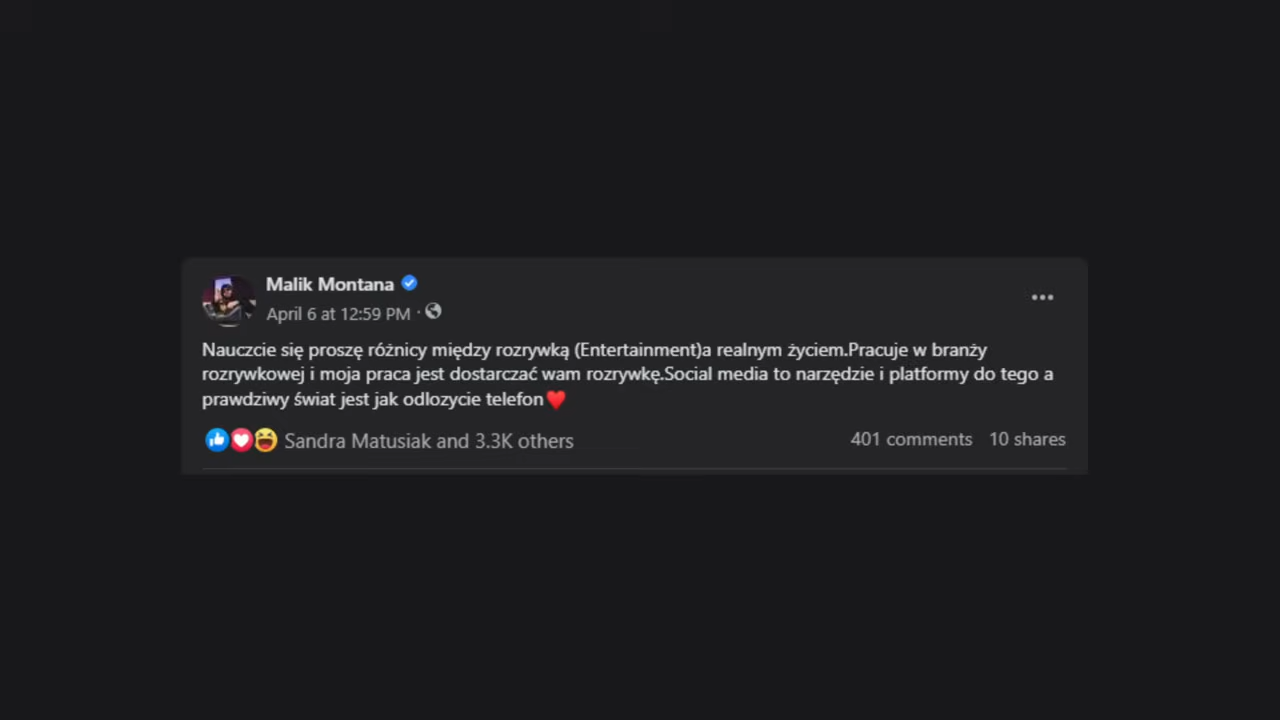 Malik Montana
April 6 at 12:59 PM ·
Nauczcie się proszę różnicy między rozrywką (Entertainment)a realnym życiem.Pracuje w branży
rozrywkowej i moja praca jest dostarczać wam rozrywkę.Social media to narzędzie i platformy do tego a
prawdziwy świat jest jak odlozycie telefon❤️
Sandra Matusiak and 3.3K others 401 comments 10 shares